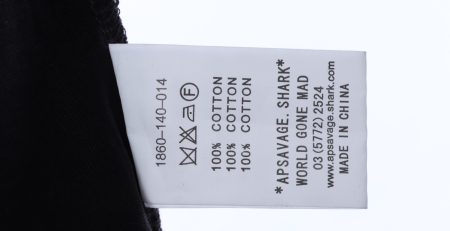 1860-140-014
F
100% COTTON
100% COTTON
100% COTTON
*APSAVAGE. SHARK*
WORLD GONE MAD
03 (5772) 2524
www.apsavage.shark.com
MADE IN CHINA